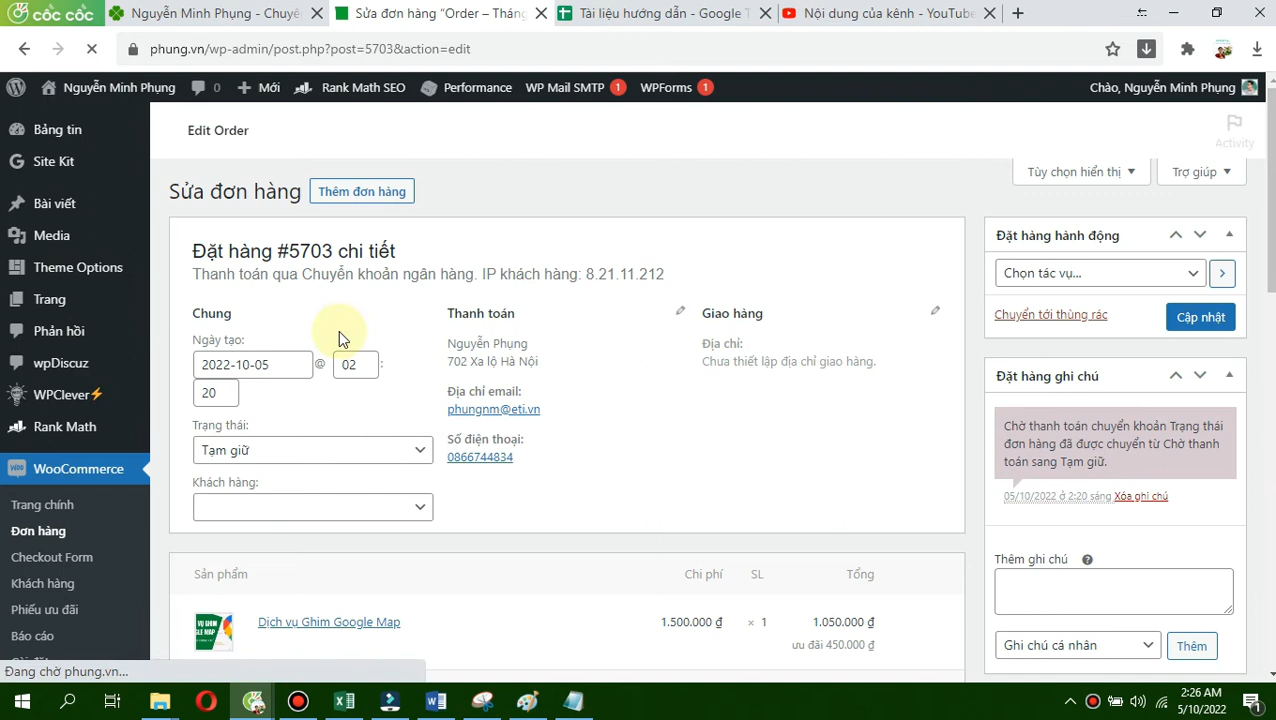 Nguyễn Minh Phụng - Chuyê
Sửa đơn hàng “Order – Thán
Tài liệu hướng dẫn - Google T
Nội dung của kênh - YouTube
phung.vn/wp-admin/post.php?post=5703&action=edit
Nguyễn Minh Phụng
0
Mới
Rank Math SEO
Performance
WP Mail SMTP 1
WPForms 1
Chào, Nguyễn Minh Phụng
Bảng tin
Site Kit
Bài viết
Media
Theme Options
Trang
Phản hồi
wpDiscuz
WPClever⚡
Rank Math
WooCommerce
Trang chính
Đơn hàng
Checkout Form
Khách hàng
Phiếu ưu đãi
Báo cáo
Edit Order
Activity
Tùy chọn hiển thị
Trợ giúp
Sửa đơn hàng
Thêm đơn hàng
Đặt hàng #5703 chi tiết
Thanh toán qua Chuyển khoản ngân hàng. IP khách hàng: 8.21.11.212
Chung
Ngày tạo:
2022-10-05 @ 02 :
20
Trạng thái:
Tạm giữ
Khách hàng:
Thanh toán
Nguyễn Phụng
702 Xa lộ Hà Nội
Địa chỉ email:
phungnm@eti.vn
Số điện thoại:
0866744834
Giao hàng
Địa chỉ:
Chưa thiết lập địa chỉ giao hàng.
Sản phẩm
Chi phí
SL
Tổng
VỤ GHIM
GLE MAP
Dịch vụ Ghim Google Map
1.500.000 ₫
× 1
1.050.000 ₫
ưu đãi 450.000 ₫
Đặt hàng hành động
Chọn tác vụ...
Chuyển tới thùng rác
Cập nhật
Đặt hàng ghi chú
Chờ thanh toán chuyển khoản Trạng thái
đơn hàng đã được chuyển từ Chờ thanh
toán sang Tạm giữ.
05/10/2022 ở 2:20 sáng Xóa ghi chú
Thêm ghi chú
Ghi chú cá nhân
Thêm
Đang chờ phung.vn...
2:26 AM
5/10/2022
1